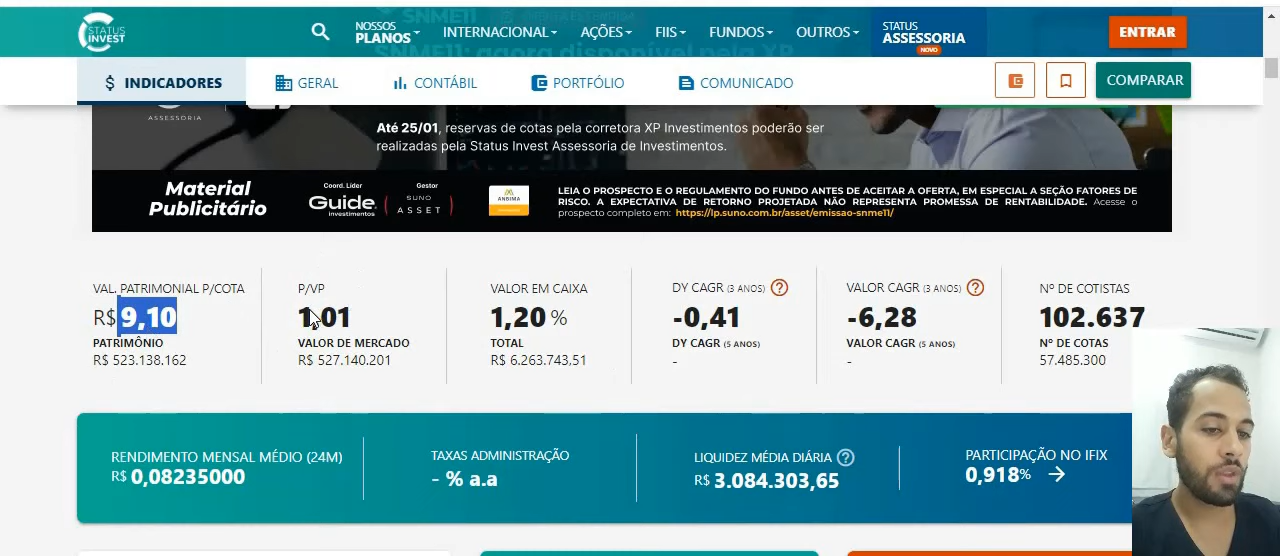 STATUS
INVEST
NOSSOS
PLANOS
INTERNACIONAL
AÇÕES
FIIS
FUNDOS
OUTROS
STATUS
ASSESSORIA
NOVO
ENTRAR
$ INDICADORES
GERAL
CONTÁBIL
PORTFÓLIO
COMUNICADO
COMPARAR
ASSESSORIA
Até 25/01, reservas de cotas pela corretora XP Investimentos poderão ser
realizadas pela Status Invest Assessoria de Investimentos.
Material
Publicitário
Coord. Líder
Guide
Investimentos
Gestor
SUNO
ASSET
ANBIMA
LEIA O PROSPECTO E O REGULAMENTO DO FUNDO ANTES DE ACEITAR A OFERTA, EM ESPECIAL A SEÇÃO FATORES DE
RISCO. A EXPECTATIVA DE RETORNO PROJETADA NÃO REPRESENTA PROMESSA DE RENTABILIDADE. Acesse o
prospecto completo em: https://lp.suno.com.br/asset/emissao-snme11/
VAL. PATRIMONIAL P/COTA
R$ 9,10
PATRIMÔNIO
R$ 523.138.162
P/VP
1,01
VALOR DE MERCADO
R$ 527.140.201
VALOR EM CAIXA
1,20 %
TOTAL
R$ 6.263.743,51
DY CAGR (3 ANOS) ?
-0,41
DY CAGR (5 ANOS)
-
VALOR CAGR (3 ANOS) ?
-6,28
VALOR CAGR (5 ANOS)
-
Nº DE COTISTAS
102.637
Nº DE COTAS
57.485.300
RENDIMENTO MENSAL MÉDIO (24M)
R$ 0,08235000
TAXAS ADMINISTRAÇÃO
- % a.a
LIQUIDEZ MÉDIA DIÁRIA ?
R$ 3.084.303,65
PARTICIPAÇÃO NO IFIX
0,918%